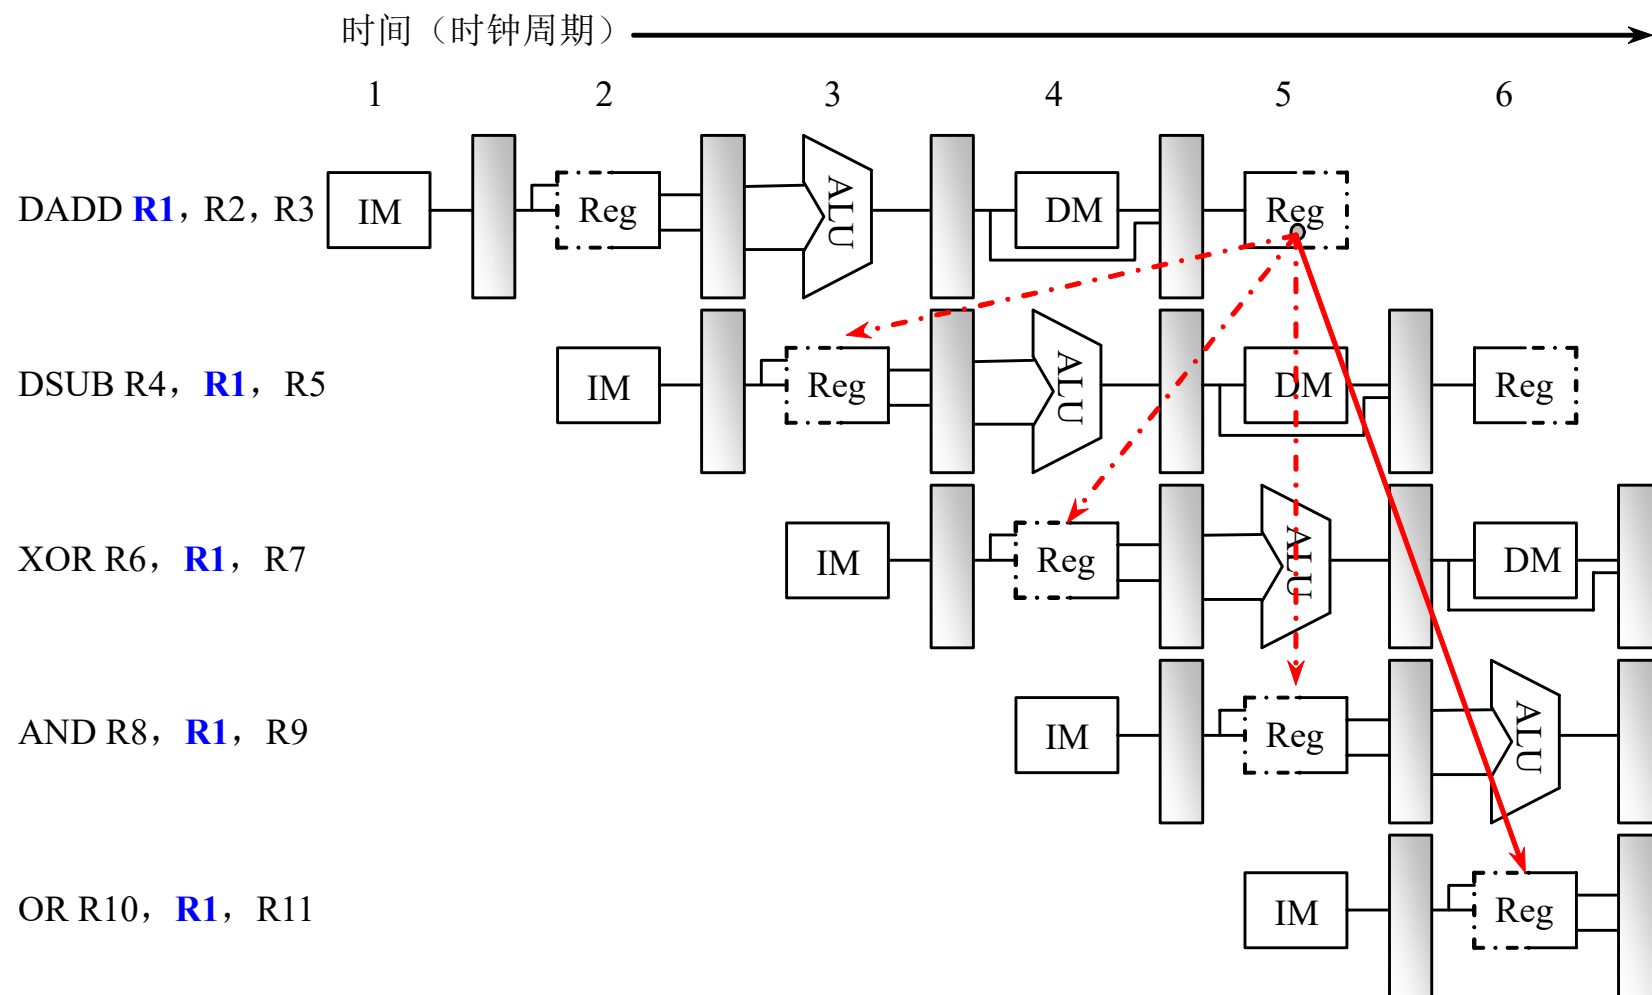 时间（时钟周期）
1 2 3 4 5 6
DADD R1，R2，R3 IM Reg ALU DM Reg
DSUB R4，R1，R5 IM Reg ALU DM Reg
XOR R6，R1，R7 IM Reg ALU DM
AND R8，R1，R9 IM Reg ALU
OR R10，R1，R11 IM Reg